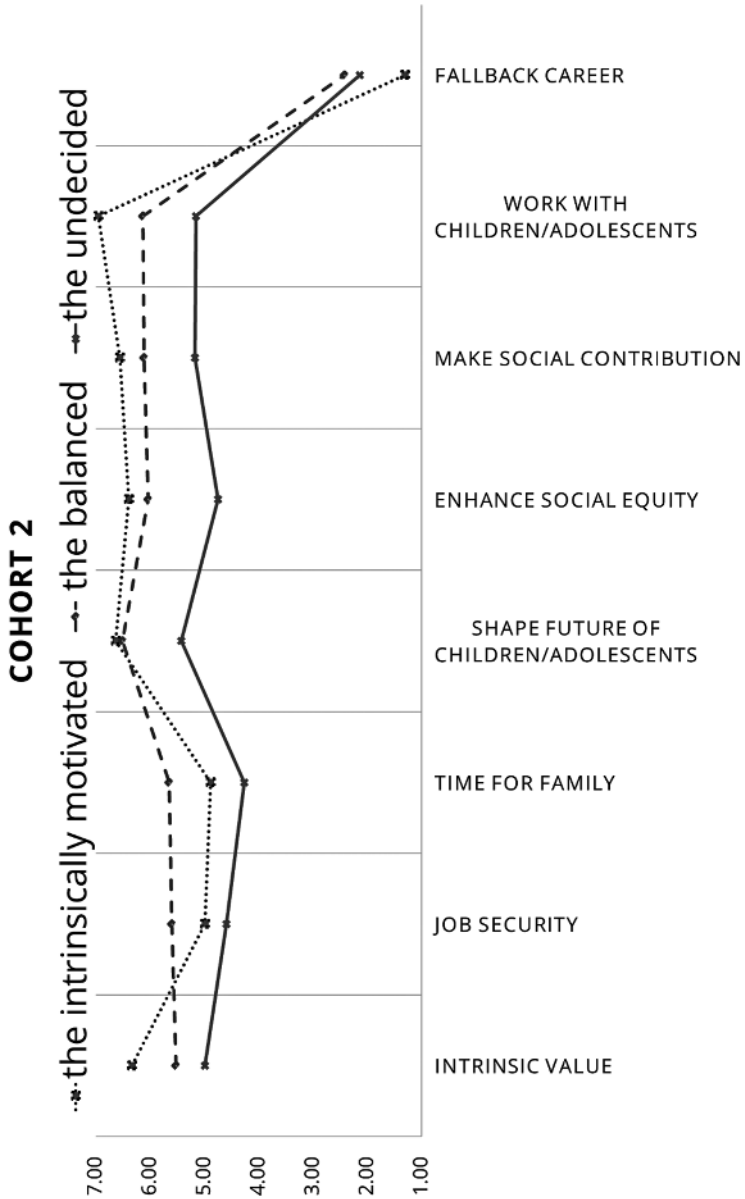 COHORT 2
the intrinsically motivated the balanced the undecided
FALLBACK CAREER
WORK WITH
CHILDREN/ADOLESCENTS
MAKE SOCIAL CONTRIBUTION
ENHANCE SOCIAL EQUITY
SHAPE FUTURE OF
CHILDREN/ADOLESCENTS
TIME FOR FAMILY
JOB SECURITY
INTRINSIC VALUE
7.00
6.00
5.00
4.00
3.00
2.00
1.00